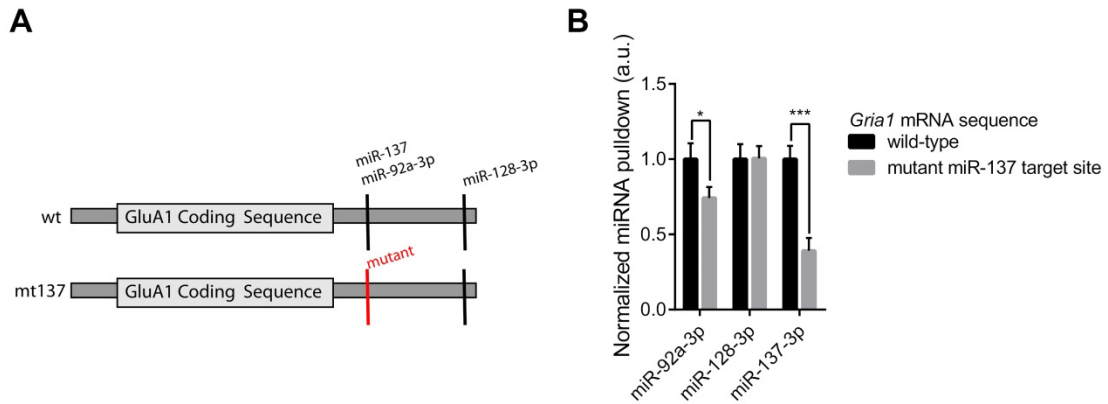 A
miR-137
miR-92a-3p
miR-128-3p
wt
GluA1 Coding Sequence
mutant
mt137
GluA1 Coding Sequence
B
Normalized miRNA pulldown (a.u.)
1.5
1.0
0.5
0.0
*
***
miR-92a-3p
miR-128-3p
miR-137-3p
Gria1 mRNA sequence
wild-type
mutant miR-137 target site